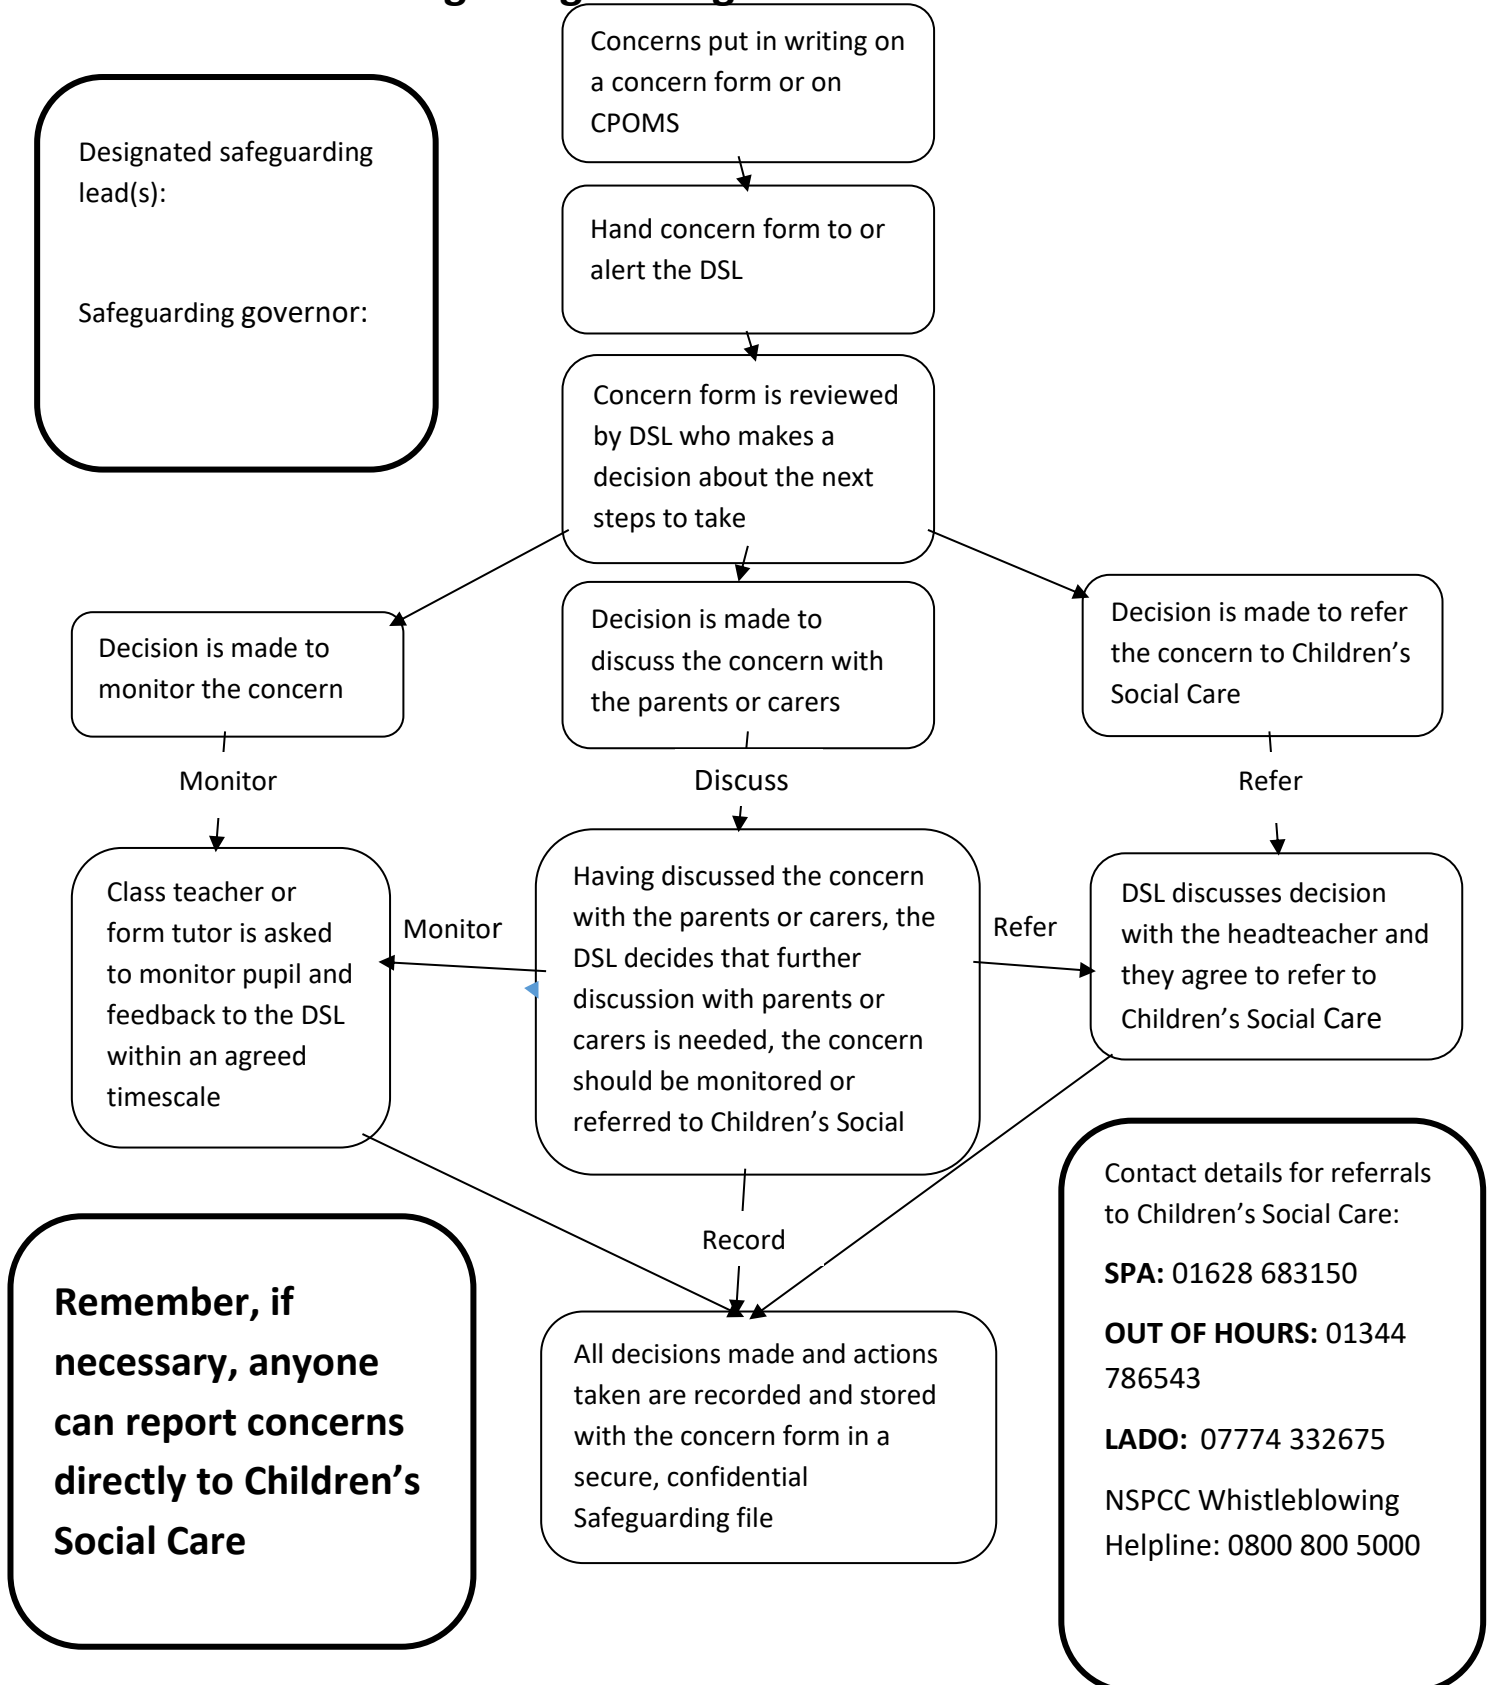 Concerns put in writing on
a concern form or on
CPOMS
Designated safeguarding
lead(s):
Safeguarding governor:
Hand concern form to or
alert the DSL
Concern form is reviewed
by DSL who makes a
decision about the next
steps to take
Decision is made to
monitor the concern
Decision is made to
discuss the concern with
the parents or carers
Decision is made to refer
the concern to Children’s
Social Care
Monitor
Discuss
Refer
Class teacher or
form tutor is asked
to monitor pupil and
feedback to the DSL
within an agreed
timescale
Monitor
Having discussed the concern
with the parents or carers, the
DSL decides that further
discussion with parents or
carers is needed, the concern
should be monitored or
referred to Children’s Social
Refer
DSL discusses decision
with the headteacher and
they agree to refer to
Children’s Social Care
Record
Remember, if
necessary, anyone
can report concerns
directly to Children’s
Social Care
All decisions made and actions
taken are recorded and stored
with the concern form in a
secure, confidential
Safeguarding file
Contact details for referrals
to Children’s Social Care:
SPA: 01628 683150
OUT OF HOURS: 01344
786543
LADO: 07774 332675
NSPCC Whistleblowing
Helpline: 0800 800 5000